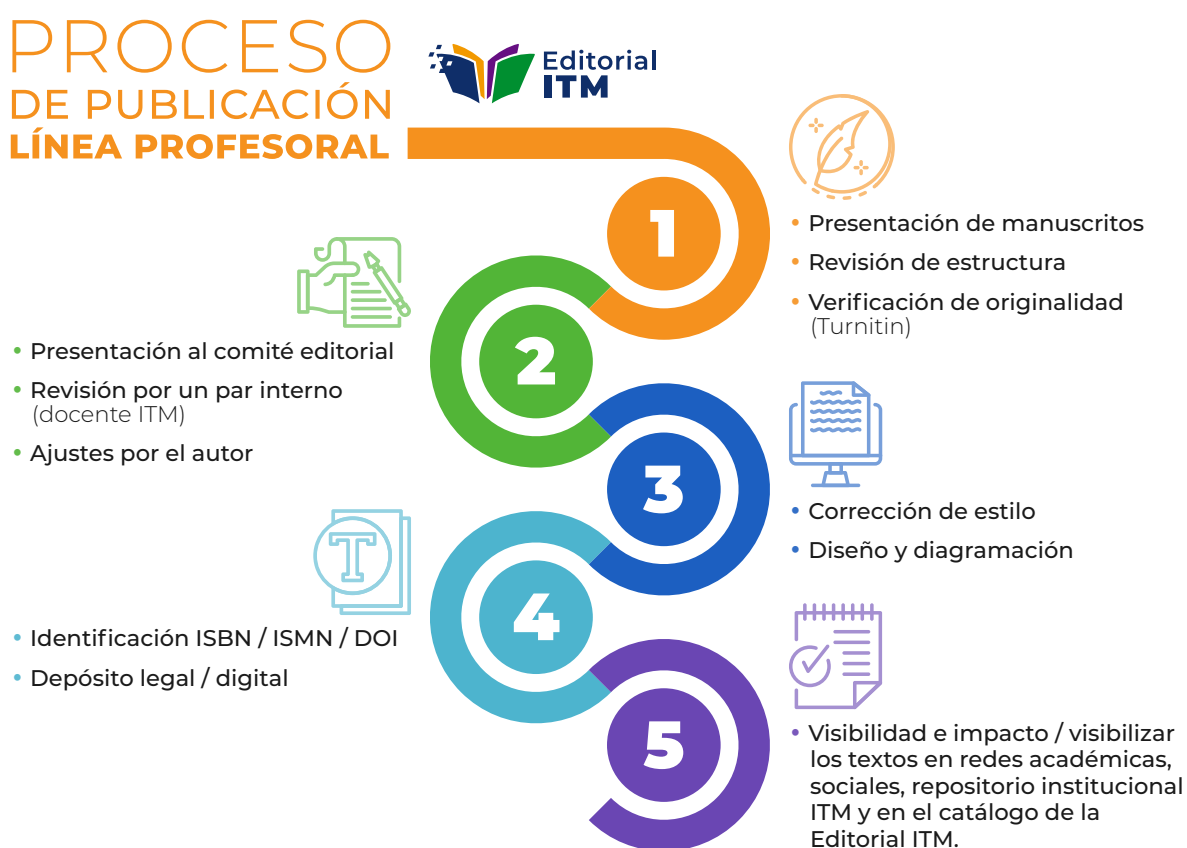 PROCESO
DE PUBLICACIÓN
LÍNEA PROFESORAL
Editorial
ITM
1
• Presentación de manuscritos
• Revisión de estructura
• Verificación de originalidad
(Turnitin)
2
• Presentación al comité editorial
• Revisión por un par interno
(docente ITM)
• Ajustes por el autor
3
• Corrección de estilo
• Diseño y diagramación
T
4
• Identificación ISBN / ISMN / DOI
• Depósito legal / digital
5
• Visibilidad e impacto / visibilizar
los textos en redes académicas,
sociales, repositorio institucional
ITM y en el catálogo de la
Editorial ITM.